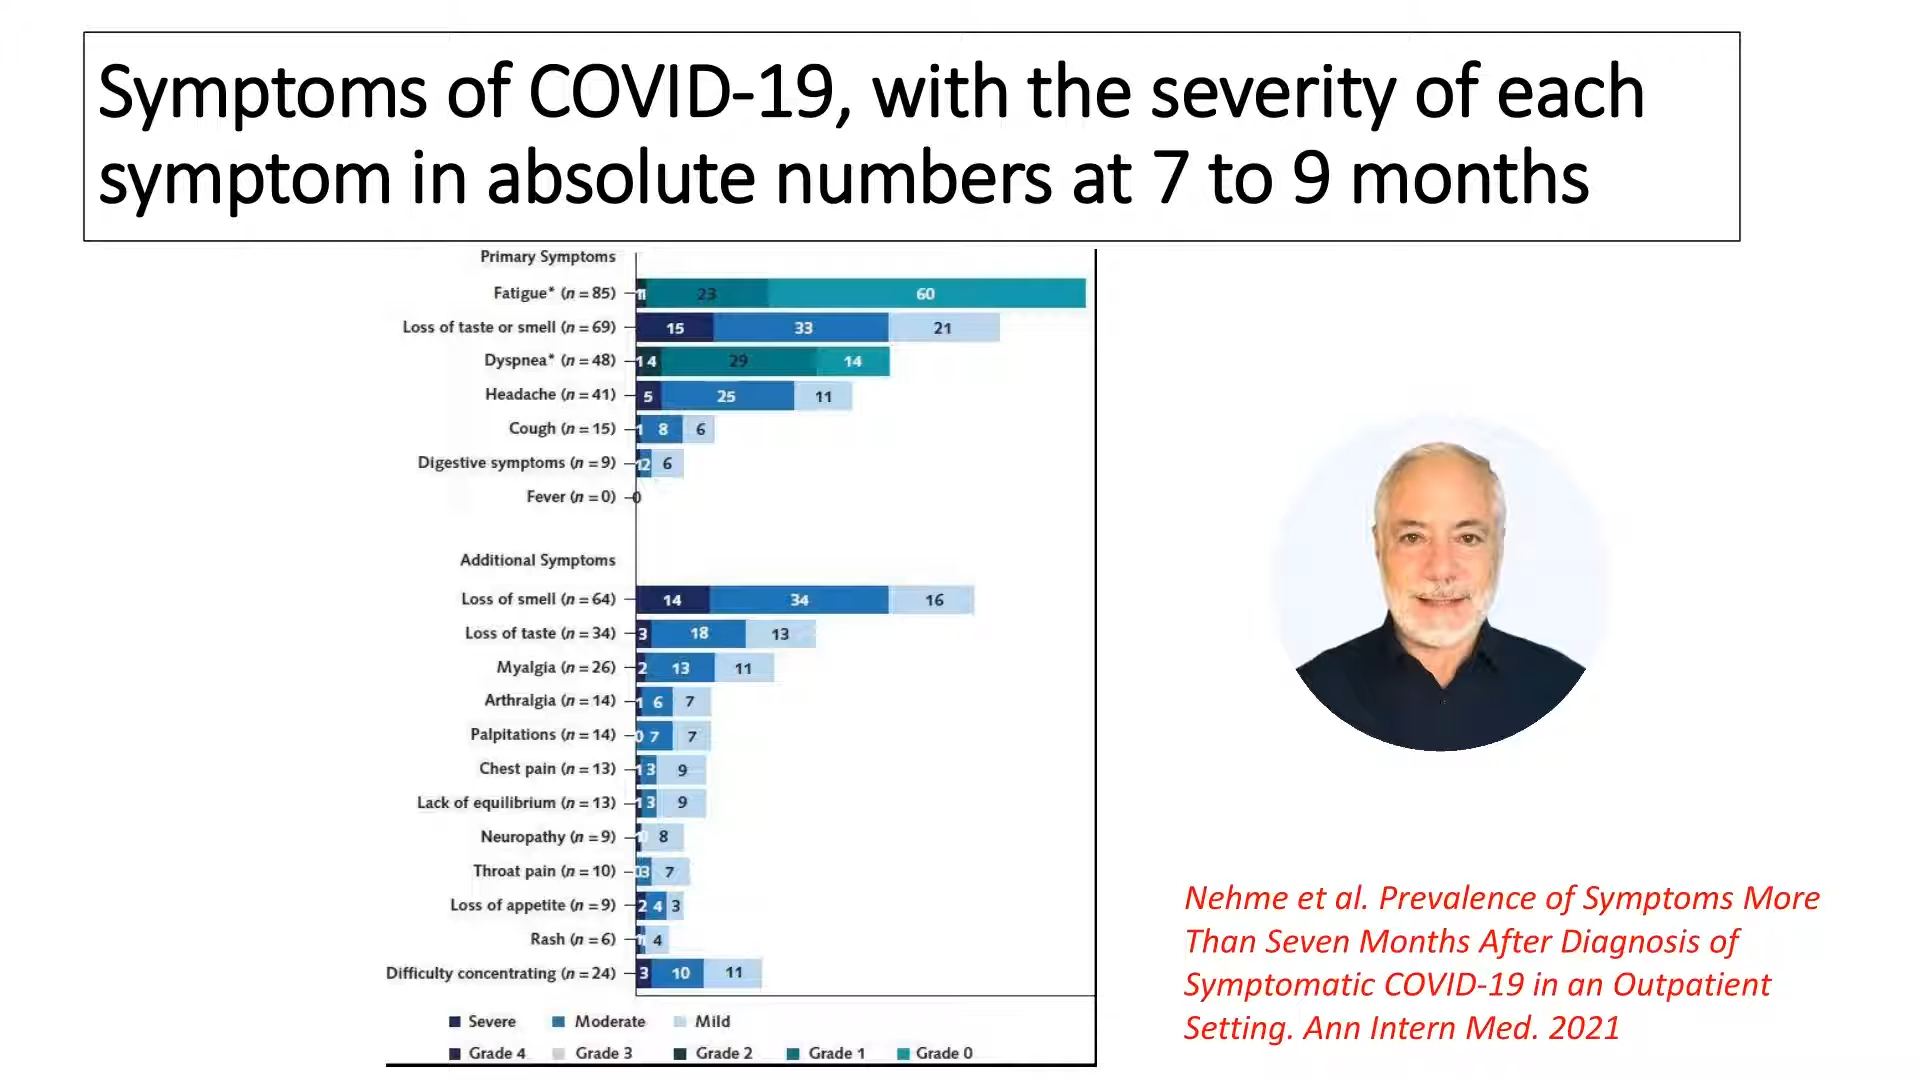 Symptoms of COVID-19, with the severity of each
symptom in absolute numbers at 7 to 9 months
Primary Symptoms
Fatigue* (n = 85) 11 23 60
Loss of taste or smell (n = 69) 15 33 21
Dyspnea* (n = 48) 1 4 29 14
Headache (n = 41) 5 25 11
Cough (n = 15) 1 8 6
Digestive symptoms (n = 9) 12 6
Fever (n = 0) 0
Additional Symptoms
Loss of smell (n = 64) 14 34 16
Loss of taste (n = 34) 3 18 13
Myalgia (n = 26) 2 13 11
Arthralgia (n = 14) 1 6 7
Palpitations (n = 14) 0 7 7
Chest pain (n = 13) 1 3 9
Lack of equilibrium (n = 13) 1 3 9
Neuropathy (n = 9) 10 8
Throat pain (n = 10) 03 7
Loss of appetite (n = 9) 2 4 3
Rash (n = 6) 11 4
Difficulty concentrating (n = 24) 3 10 11
Severe Moderate Mild
Grade 4 Grade 3 Grade 2 Grade 1 Grade 0
Nehme et al. Prevalence of Symptoms More
Than Seven Months After Diagnosis of
Symptomatic COVID-19 in an Outpatient
Setting. Ann Intern Med. 2021